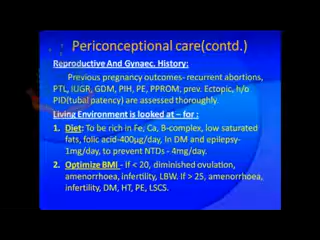 Periconceptional care(contd.)
Reproductive And Gynaec, History:
Previous pregnancy outcomes- recurrent abortions,
PTL, IUGR, GDM, PIH, PE, PPROM, prev. Ectopic, h/o
PID(tubal patency) are assessed thoroughly
Living Environment is looked at – for :
1. Diet: To be rich in Fe, Ca, B-complex, low saturated
fats, folic acid-400µg/day, In DM and epilepsy-
1mg/day, to prevent NTDs - 4mg/day.
2. Optimize BMI - If < 20, diminished ovulation,
amenorrhoea, infertility, LBW. If > 25, amenorrhoea,
infertility, DM, HT, PE, LSCS.